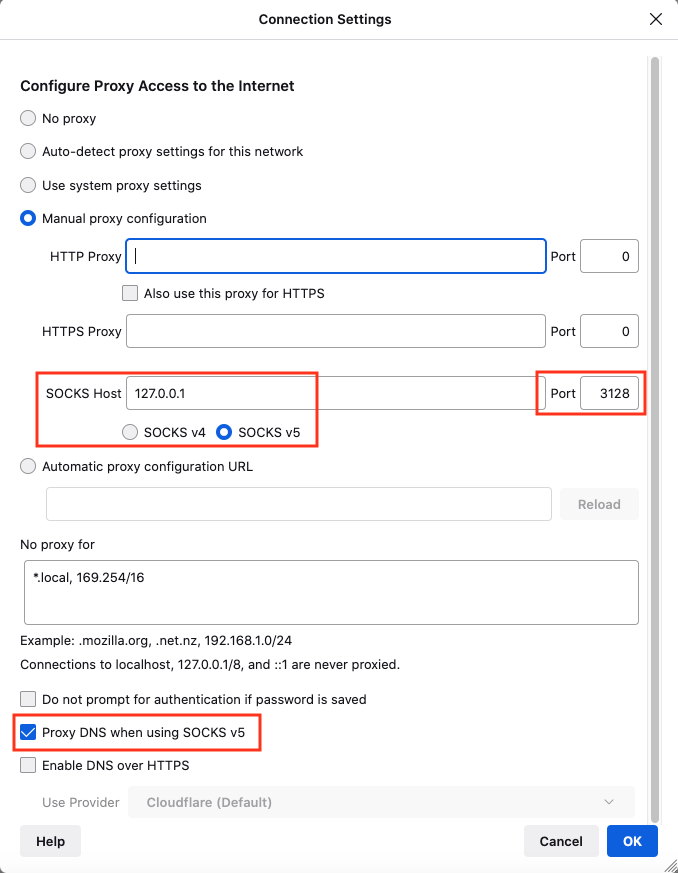 Connection Settings
Configure Proxy Access to the Internet
No proxy
Auto-detect proxy settings for this network
Use system proxy settings
Manual proxy configuration
HTTP Proxy Port 0
Also use this proxy for HTTPS
HTTPS Proxy Port 0
SOCKS Host 127.0.0.1 Port 3128
SOCKS v4 SOCKS v5
Automatic proxy configuration URL
Reload
No proxy for
*.local, 169.254/16
Example: .mozilla.org, .net.nz, 192.168.1.0/24
Connections to localhost, 127.0.0.1/8, and ::1 are never proxied.
Do not prompt for authentication if password is saved
Proxy DNS when using SOCKS v5
Enable DNS over HTTPS
Use Provider Cloudflare (Default)
Help Cancel OK